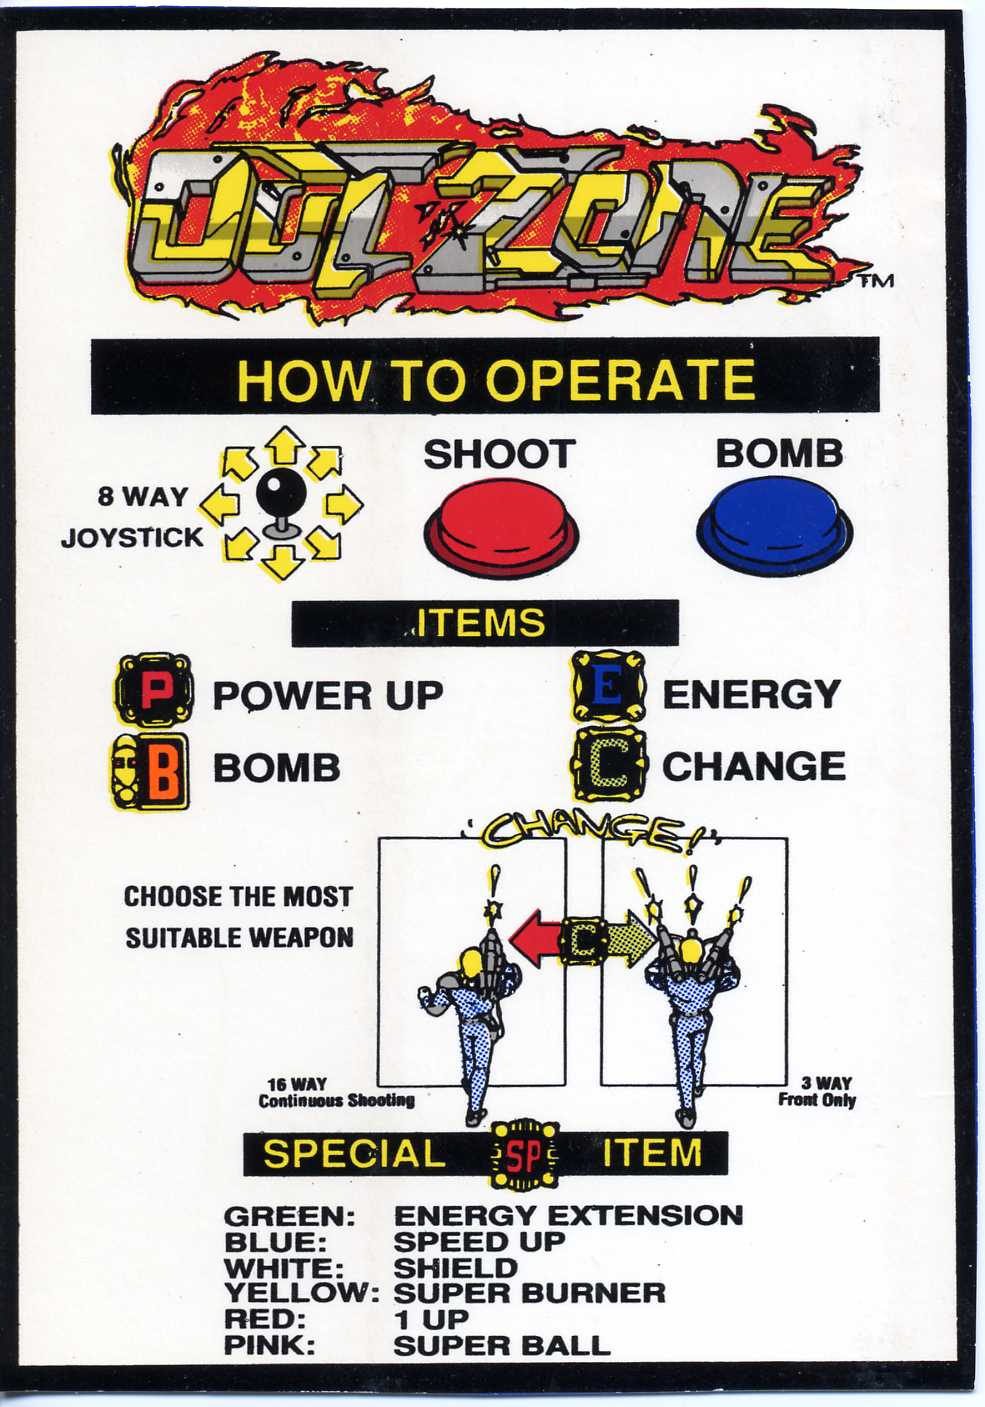 OUT ZONE
TM
HOW TO OPERATE
8 WAY
JOYSTICK
SHOOT
BOMB
ITEMS
P POWER UP
E ENERGY
B BOMB
C CHANGE
CHANGE!
CHOOSE THE MOST
SUITABLE WEAPON
C
16 WAY
Continuous Shooting
3 WAY
Front Only
SPECIAL SP ITEM
GREEN: ENERGY EXTENSION
BLUE: SPEED UP
WHITE: SHIELD
YELLOW: SUPER BURNER
RED: 1 UP
PINK: SUPER BALL